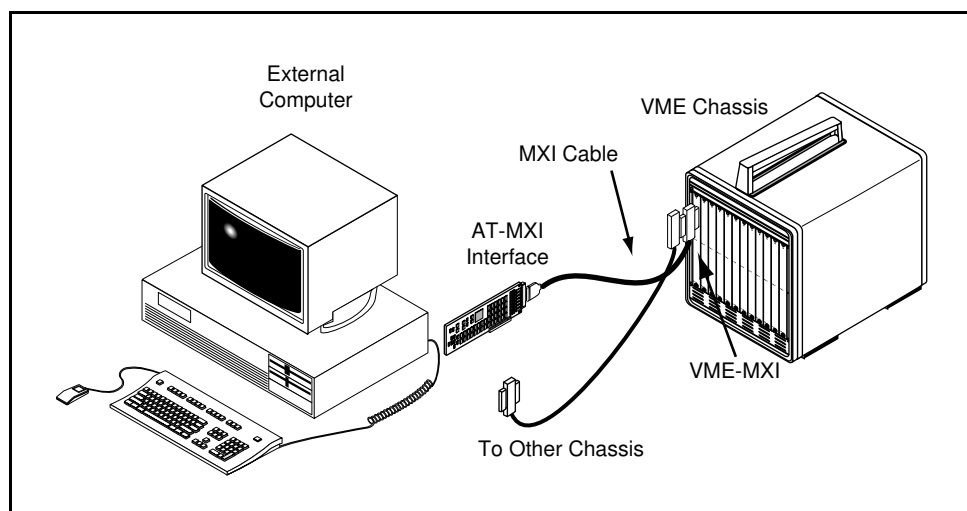 External
Computer
VME Chassis
MXI Cable
AT-MXI
Interface
VME-MXI
To Other Chassis